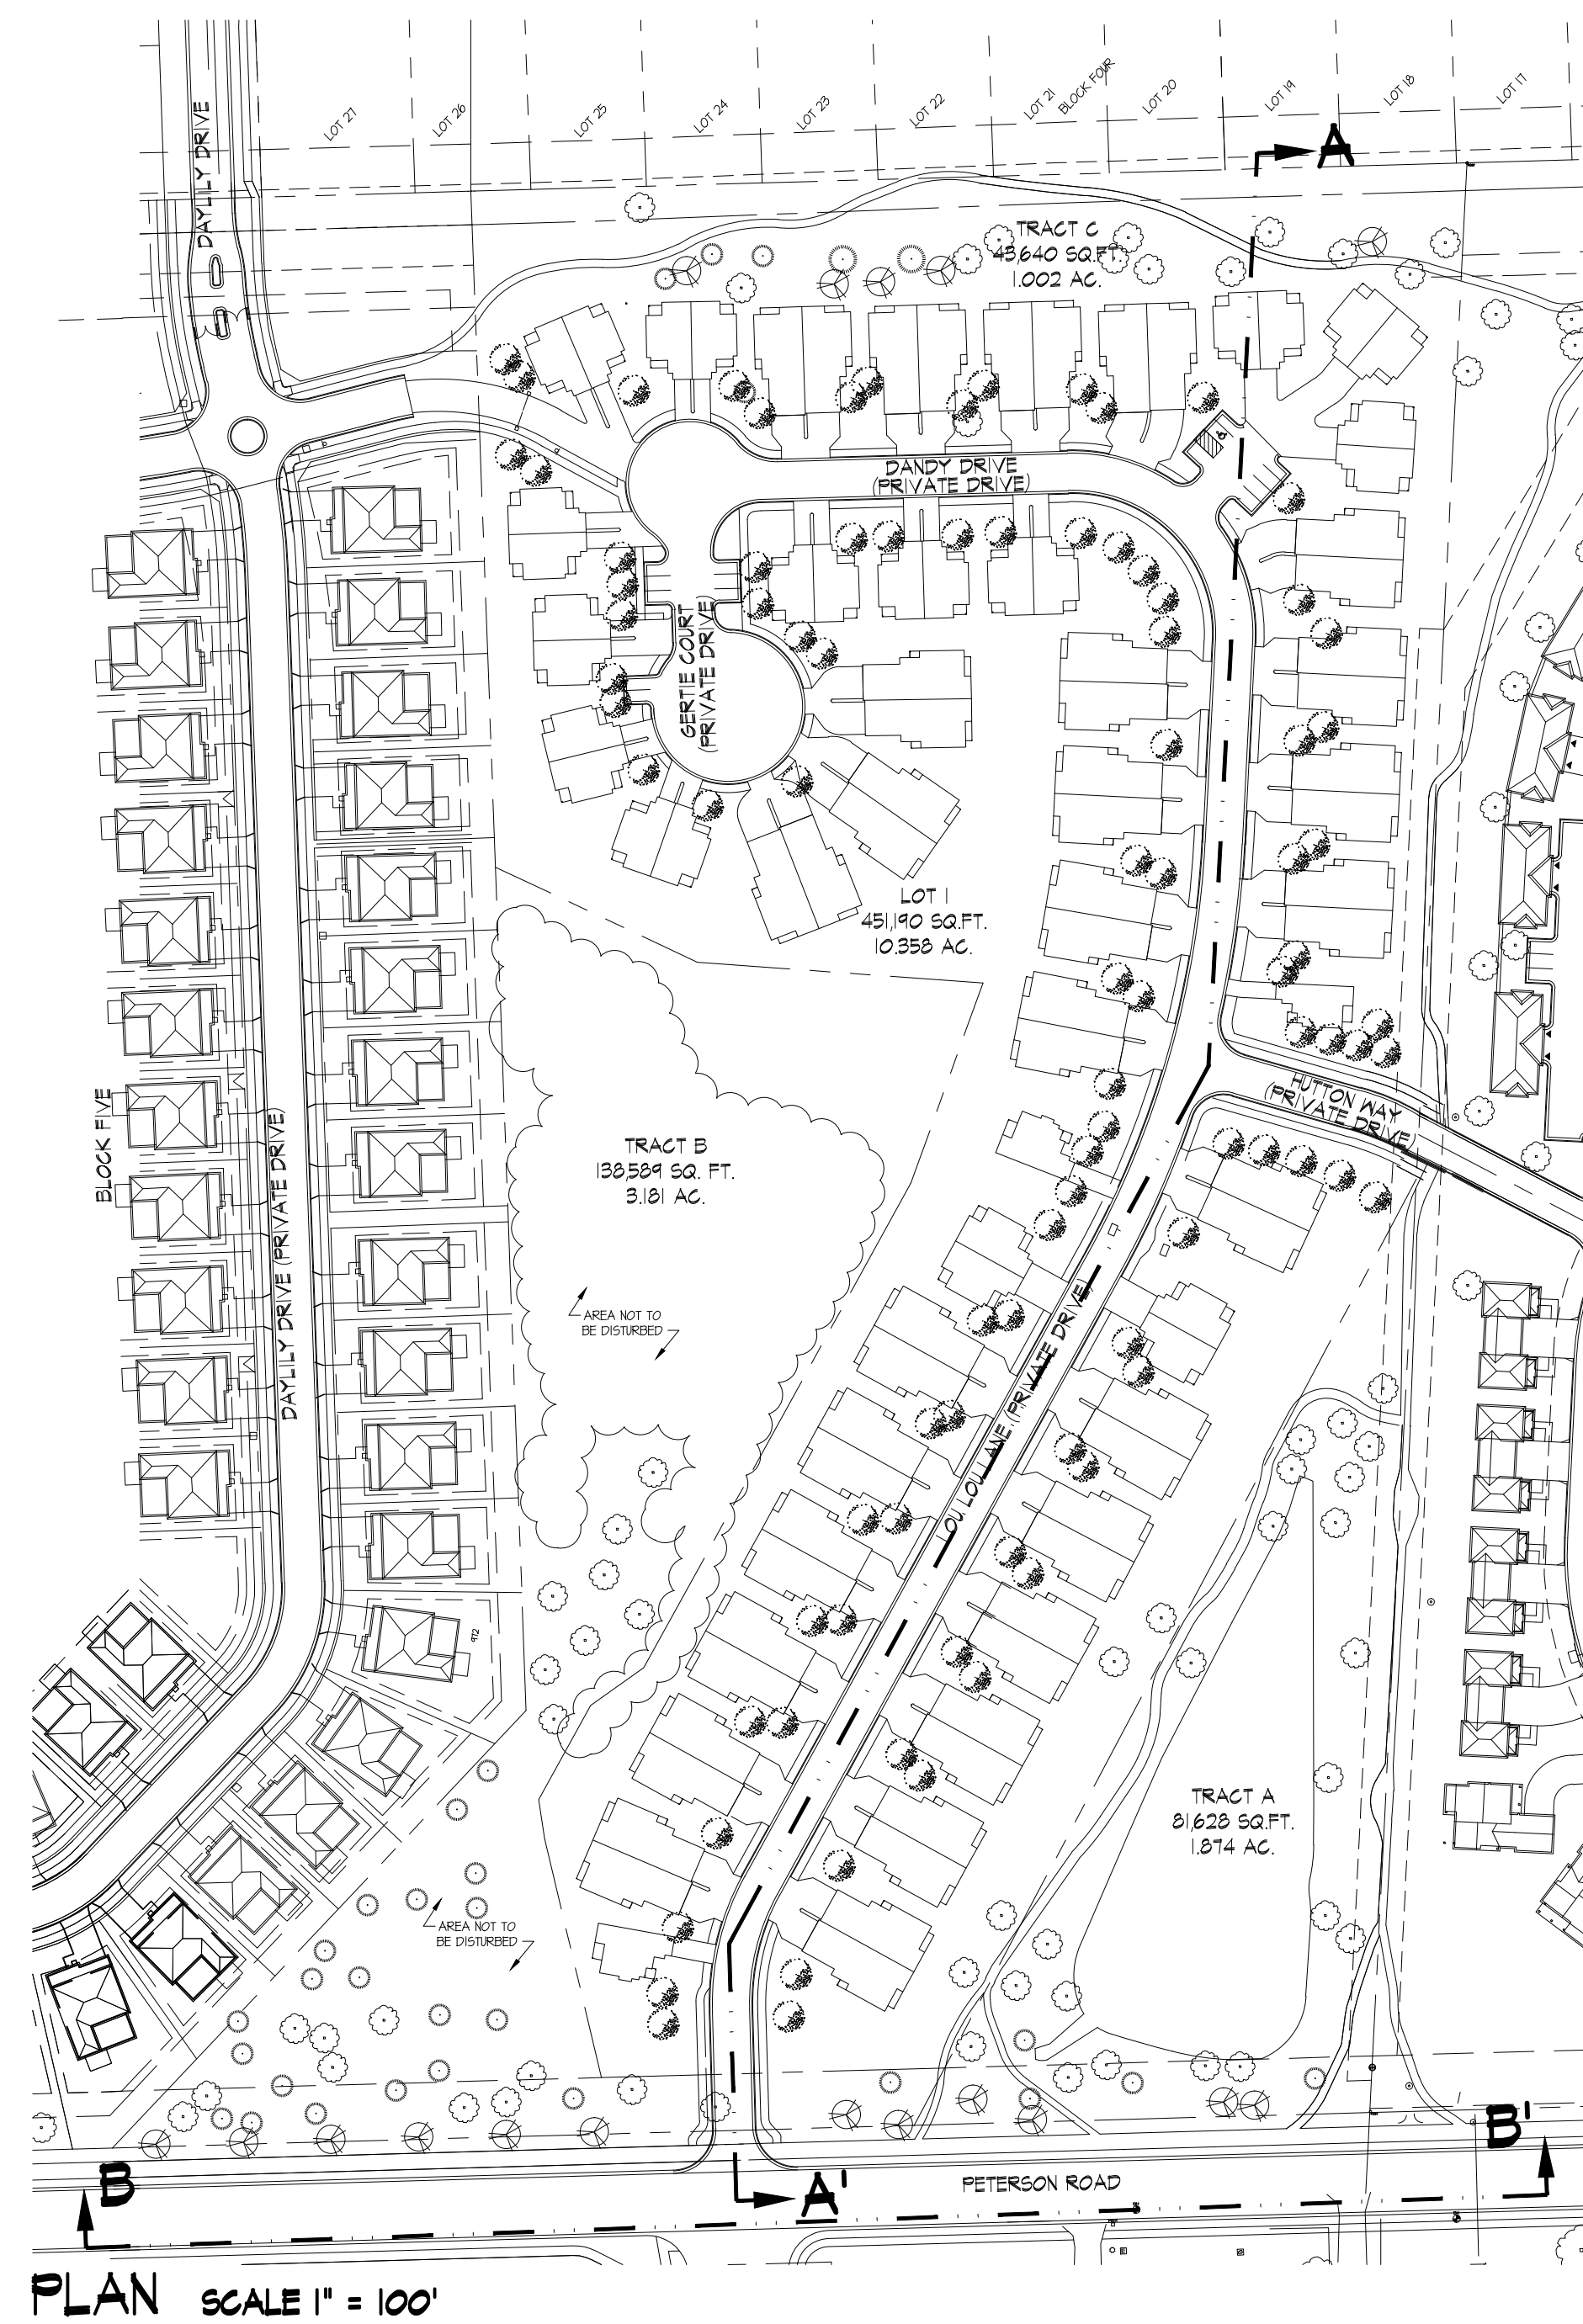 DAYLILY DRIVE
LOT 27
LOT 26
LOT 25
LOT 24
LOT 23
LOT 22
LOT 21
BLOCK FOUR
LOT 20
LOT 19
LOT 18
LOT 17
A
TRACT C
43,640 SQ.FT.
1.002 AC.
DANDY DRIVE
(PRIVATE DRIVE)
GERTIE COURT
(PRIVATE DRIVE)
LOT 1
451,190 SQ.FT.
10.358 AC.
HUTTON WAY
(PRIVATE DRIVE)
BLOCK FIVE
DAYLILY DRIVE (PRIVATE DRIVE)
TRACT B
138,589 SQ. FT.
3.181 AC.
AREA NOT TO
BE DISTURBED
LOU LOU LANE (PRIVATE DRIVE)
972
TRACT A
81,628 SQ.FT.
1.874 AC.
AREA NOT TO
BE DISTURBED
B
A'
PETERSON ROAD
B'
PLAN SCALE 1" = 100'